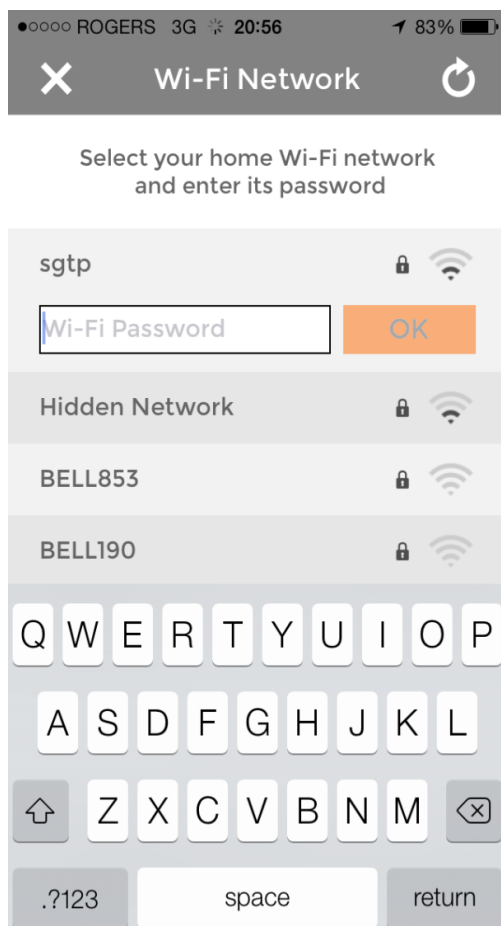 ROGERS 3G 20:56 83%
Wi-Fi Network
Select your home Wi-Fi network
and enter its password
sgtp
Wi-Fi Password OK
Hidden Network
BELL853
BELL190
Q W E R T Y U I O P
A S D F G H J K L
Z X C V B N M
.?123 space return